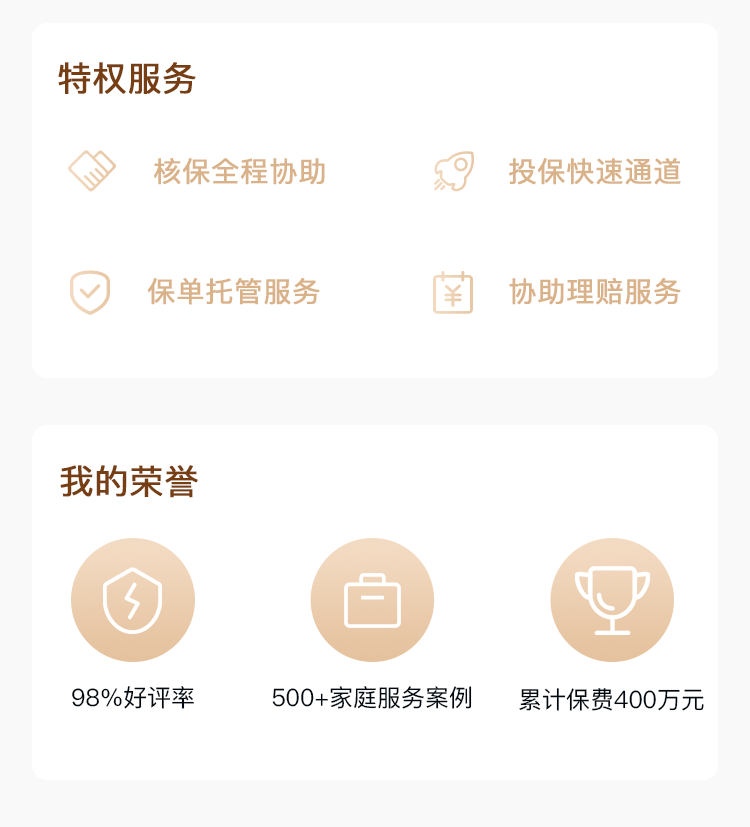 特权服务
核保全程协助
投保快速通道
保单托管服务
协助理赔服务
我的荣誉
98%好评率
500+家庭服务案例
累计保费400万元